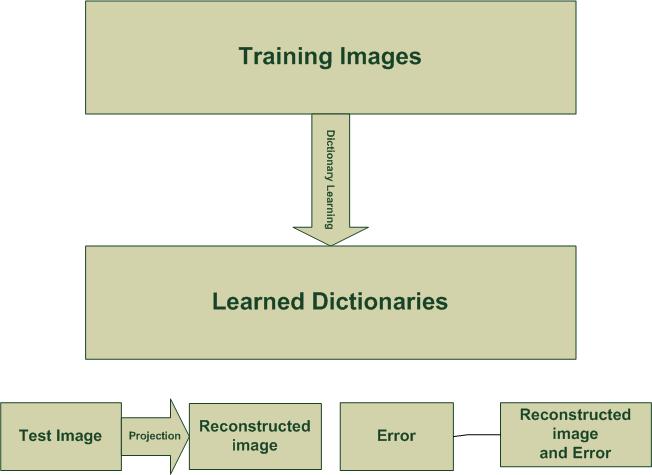 Training Images
Dictionary Learning
Learned Dictionaries
Test Image
Projection
Reconstructed
image
Error
Reconstructed
image
and Error